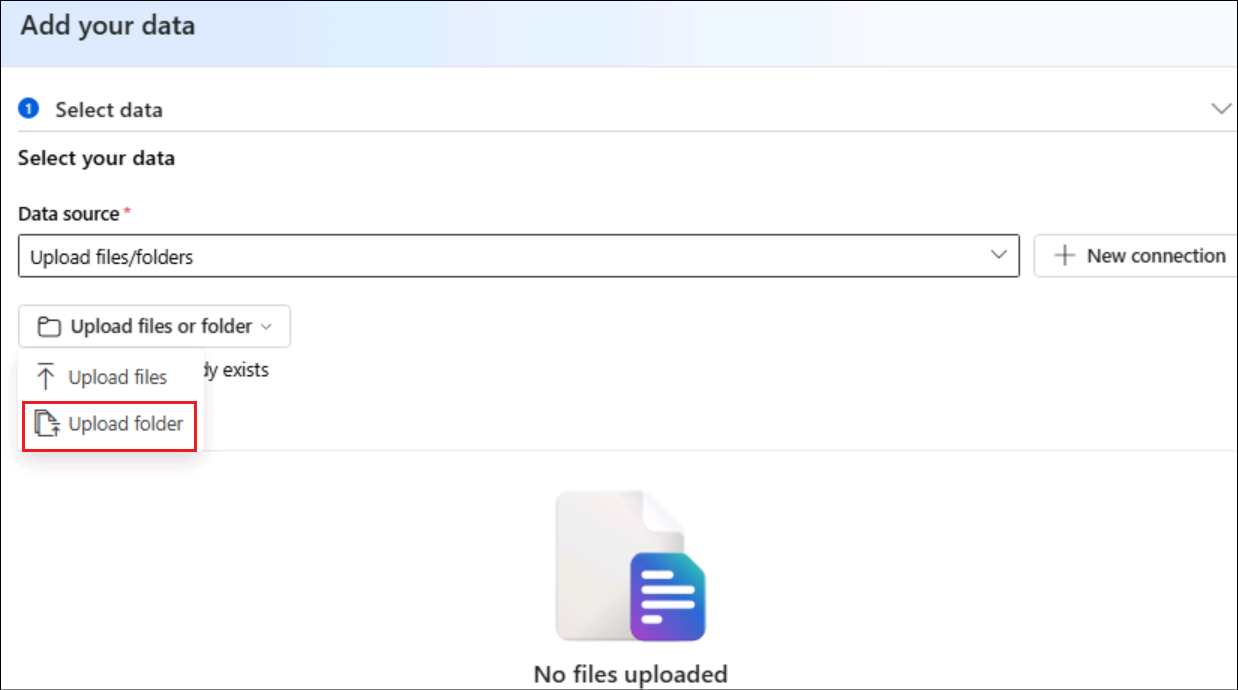 Add your data
1 Select data
Select your data
Data source *
Upload files/folders
New connection
Upload files or folder
Upload files
exists
Upload folder
No files uploaded